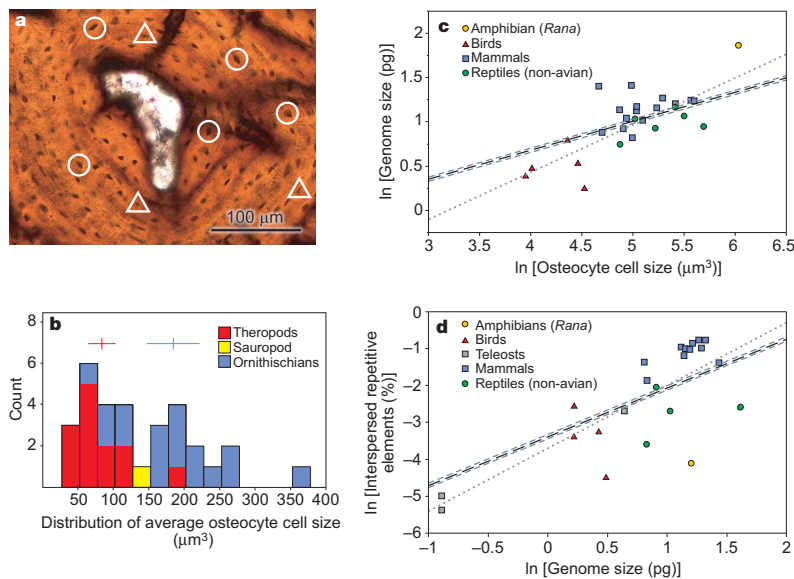 a
100 μm
b
8
6
4
2
Count
Theropods
Sauropod
Ornithischians
50 100 150 200 250 300 350 400
Distribution of average osteocyte cell size
(μm³)
c
Amphibian (Rana)
Birds
Mammals
Reptiles (non-avian)
2
1.5
1
0.5
0
ln [Genome size (pg)]
3 3.5 4 4.5 5 5.5 6 6.5
ln [Osteocyte cell size (μm³)]
d
Amphibians (Rana)
Birds
Teleosts
Mammals
Reptiles (non-avian)
0
–1
–2
–3
–4
–5
–6
ln [Interspersed repetitive
elements (%)]
–1 –0.5 0 0.5 1 1.5 2
ln [Genome size (pg)]